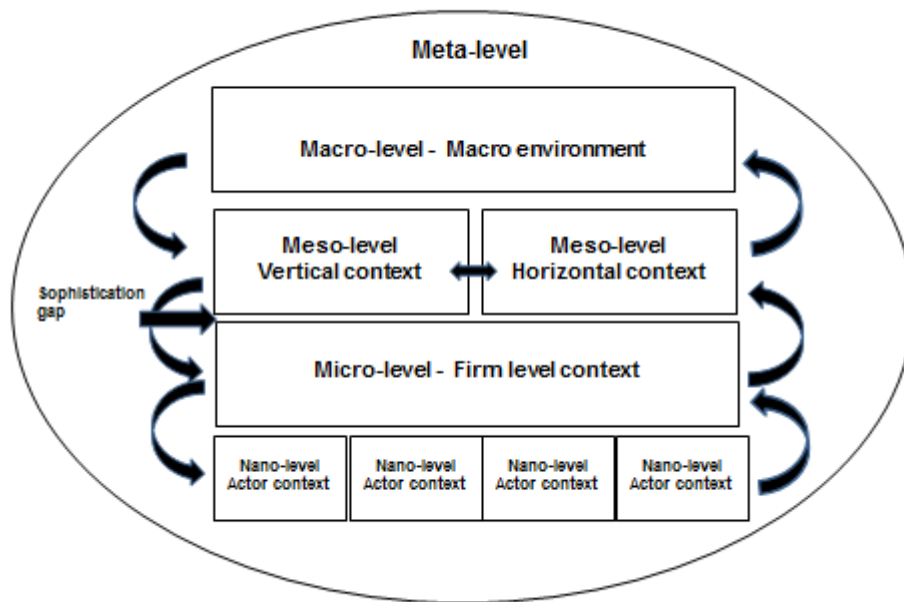 Meta-level
Macro-level - Macro environment
Meso-level
Vertical context
Meso-level
Horizontal context
Sophistication
gap
Micro-level - Firm level context
Nano-level
Actor context
Nano-level
Actor context
Nano-level
Actor context
Nano-level
Actor context